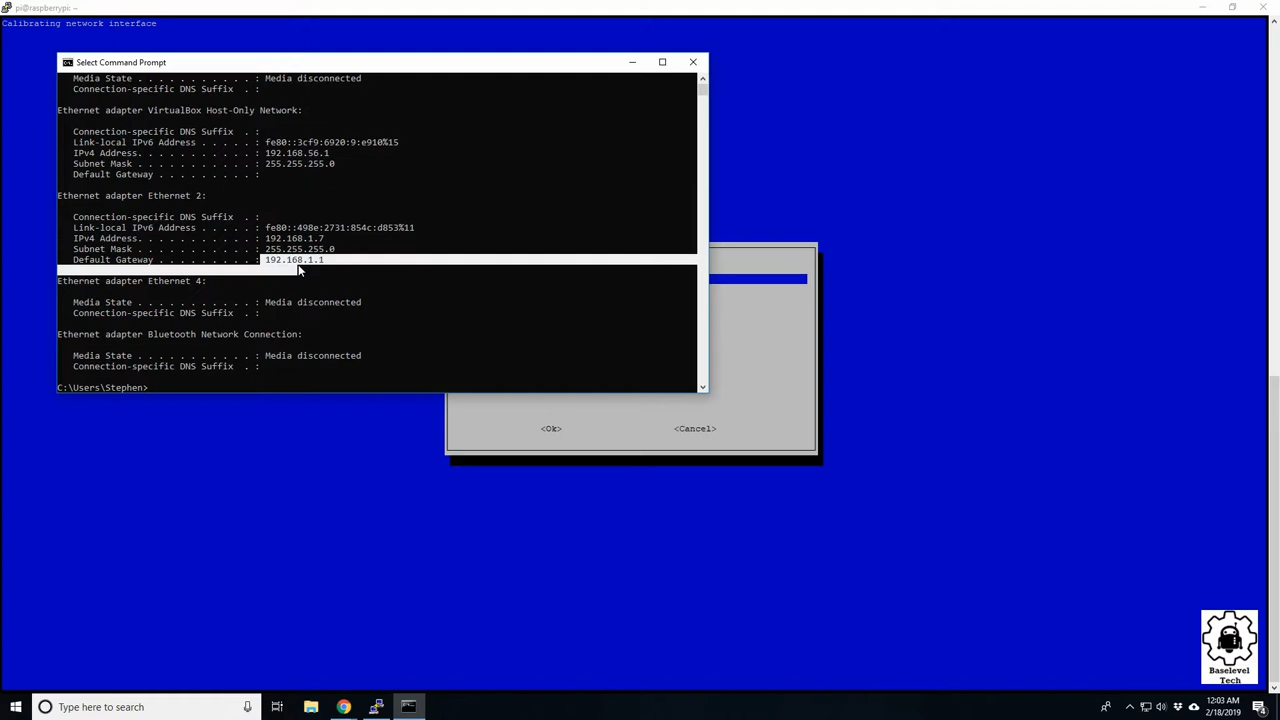 pi@raspberrypi: ~
Calibrating network interface
Select Command Prompt
Media State . . . . . . . . . . . : Media disconnected
Connection-specific DNS Suffix  . :
Ethernet adapter VirtualBox Host-Only Network:
Connection-specific DNS Suffix  . :
Link-local IPv6 Address . . . . . : fe80::3cf9:6920:9:e910%15
IPv4 Address. . . . . . . . . . . : 192.168.56.1
Subnet Mask . . . . . . . . . . . : 255.255.255.0
Default Gateway . . . . . . . . . :
Ethernet adapter Ethernet 2:
Connection-specific DNS Suffix  . :
Link-local IPv6 Address . . . . . : fe80::498e:2731:854c:d853%11
IPv4 Address. . . . . . . . . . . : 192.168.1.7
Subnet Mask . . . . . . . . . . . : 255.255.255.0
Default Gateway . . . . . . . . . : 192.168.1.1
Ethernet adapter Ethernet 4:
Media State . . . . . . . . . . . : Media disconnected
Connection-specific DNS Suffix  . :
Ethernet adapter Bluetooth Network Connection:
Media State . . . . . . . . . . . : Media disconnected
Connection-specific DNS Suffix  . :
C:\Users\Stephen>
<Ok> <Cancel>
Baselevel
Tech
Type here to search
12:03 AM
2/18/2019
4